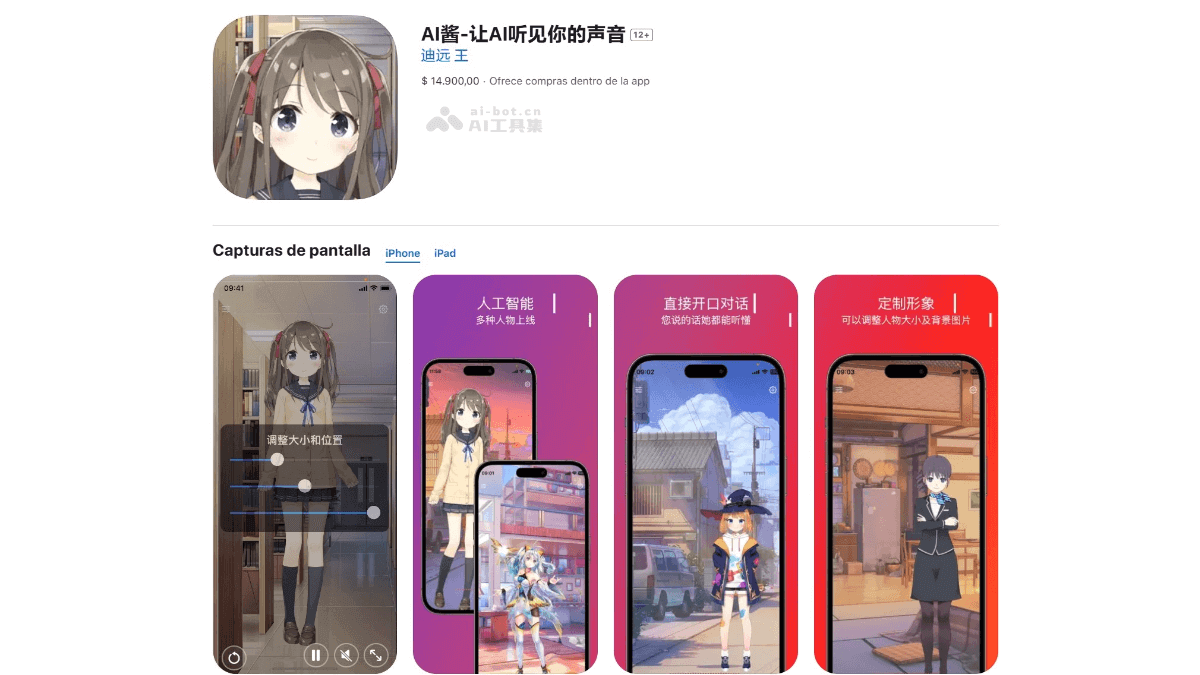 AI酱-让AI听见你的声音 12+
迪远 王
$ 14.900,00 · Ofrece compras dentro de la app
ai-bot.cn
AI工具集
Capturas de pantalla iPhone iPad
09:41
调整大小和位置
人工智能
多种人物上线
09:01
直接开口对话
您说的话她都能听懂
09:02
定制形象
可以调整人物大小及背景图片
09:03